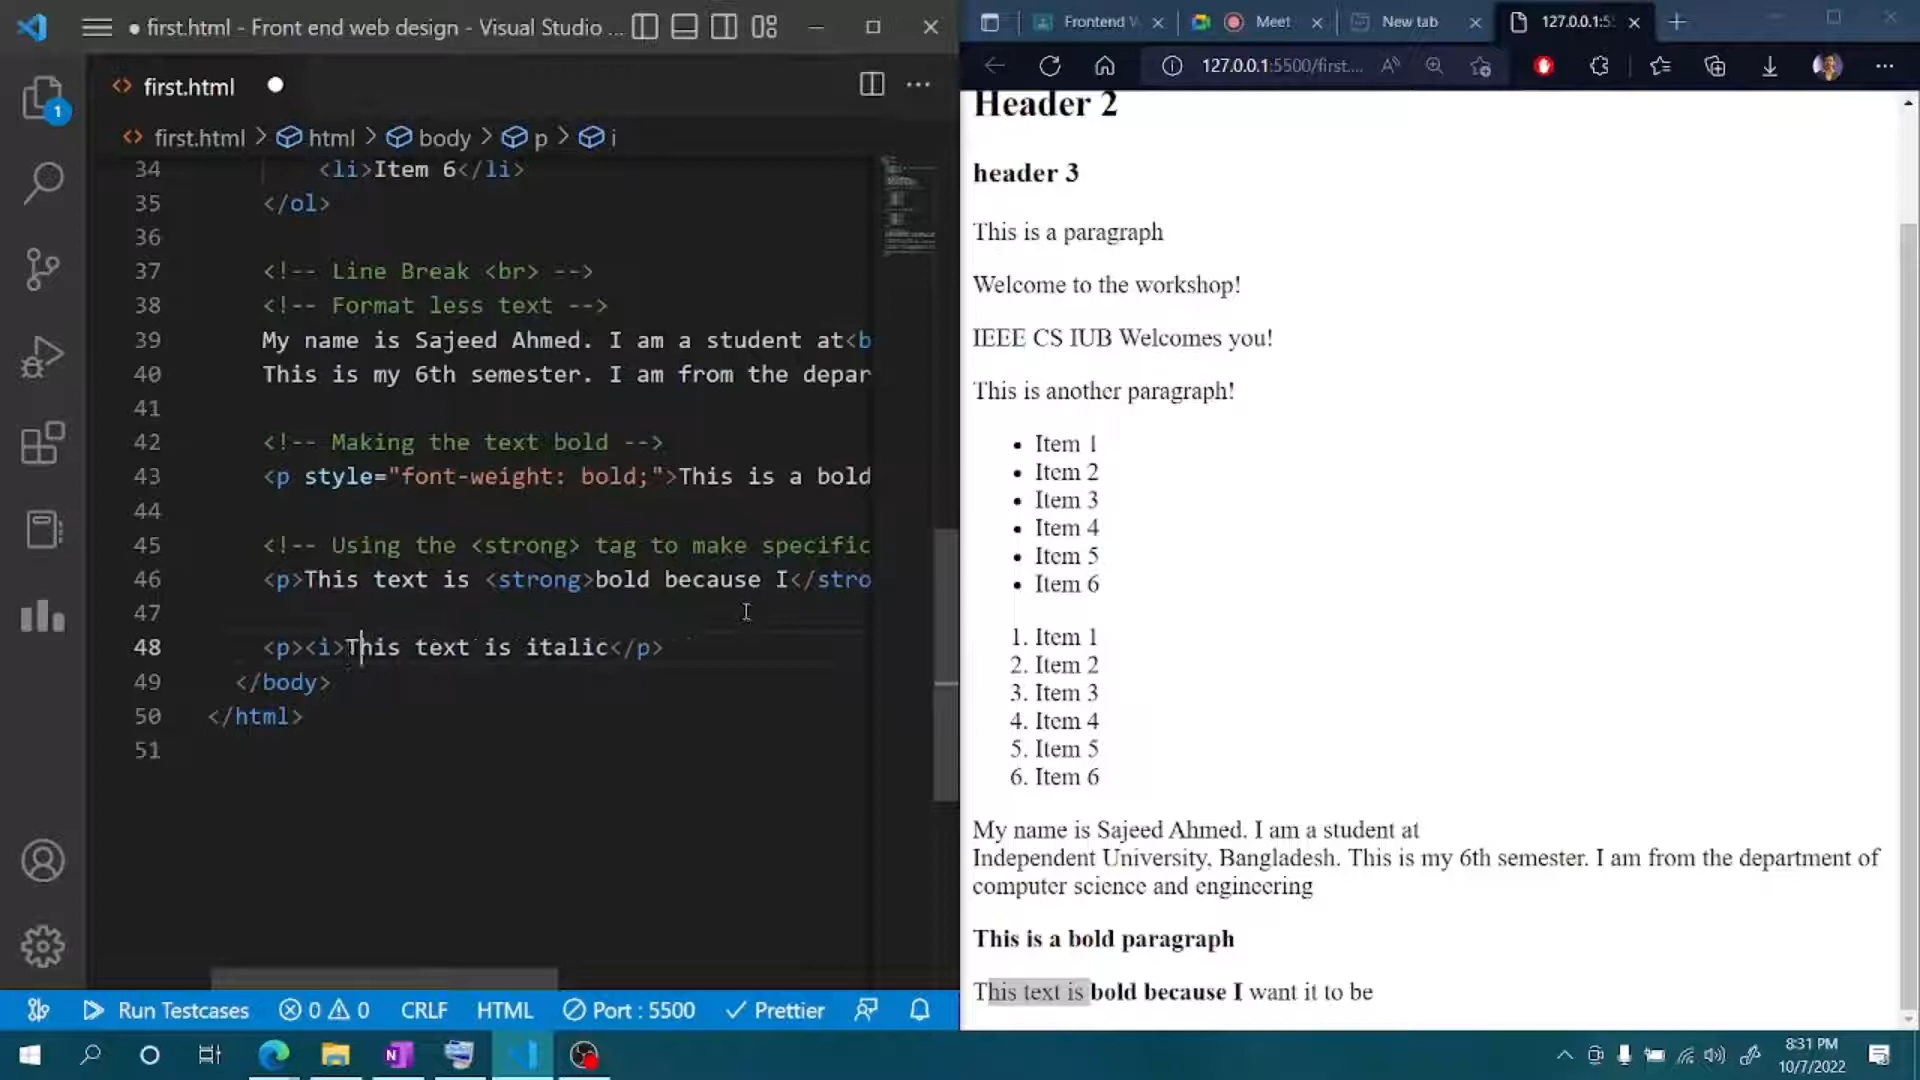 first.html - Front end web design - Visual Studio ...
first.html
first.html > html > body > p > i
34 <li>Item 6</li>
35 </ol>
36
37 <!-- Line Break <br> -->
38 <!-- Format less text -->
39 My name is Sajeed Ahmed. I am a student at<b
40 This is my 6th semester. I am from the depar
41
42 <!-- Making the text bold -->
43 <p style="font-weight: bold;">This is a bold
44
45 <!-- Using the <strong> tag to make specific
46 <p>This text is <strong>bold because I</stro
47
48 <p><i>This text is italic</p>
49 </body>
50 </html>
51
1
Run Testcases 0 0 CRLF HTML Port : 5500 Prettier
Frontend Meet New tab 127.0.0.1:5
127.0.0.1:5500/first....
Header 2
header 3
This is a paragraph
Welcome to the workshop!
IEEE CS IUB Welcomes you!
This is another paragraph!
• Item 1
• Item 2
• Item 3
• Item 4
• Item 5
• Item 6
1. Item 1
2. Item 2
3. Item 3
4. Item 4
5. Item 5
6. Item 6
My name is Sajeed Ahmed. I am a student at
Independent University, Bangladesh. This is my 6th semester. I am from the department of
computer science and engineering
This is a bold paragraph
This text is bold because I want it to be
8:31 PM
10/7/2022